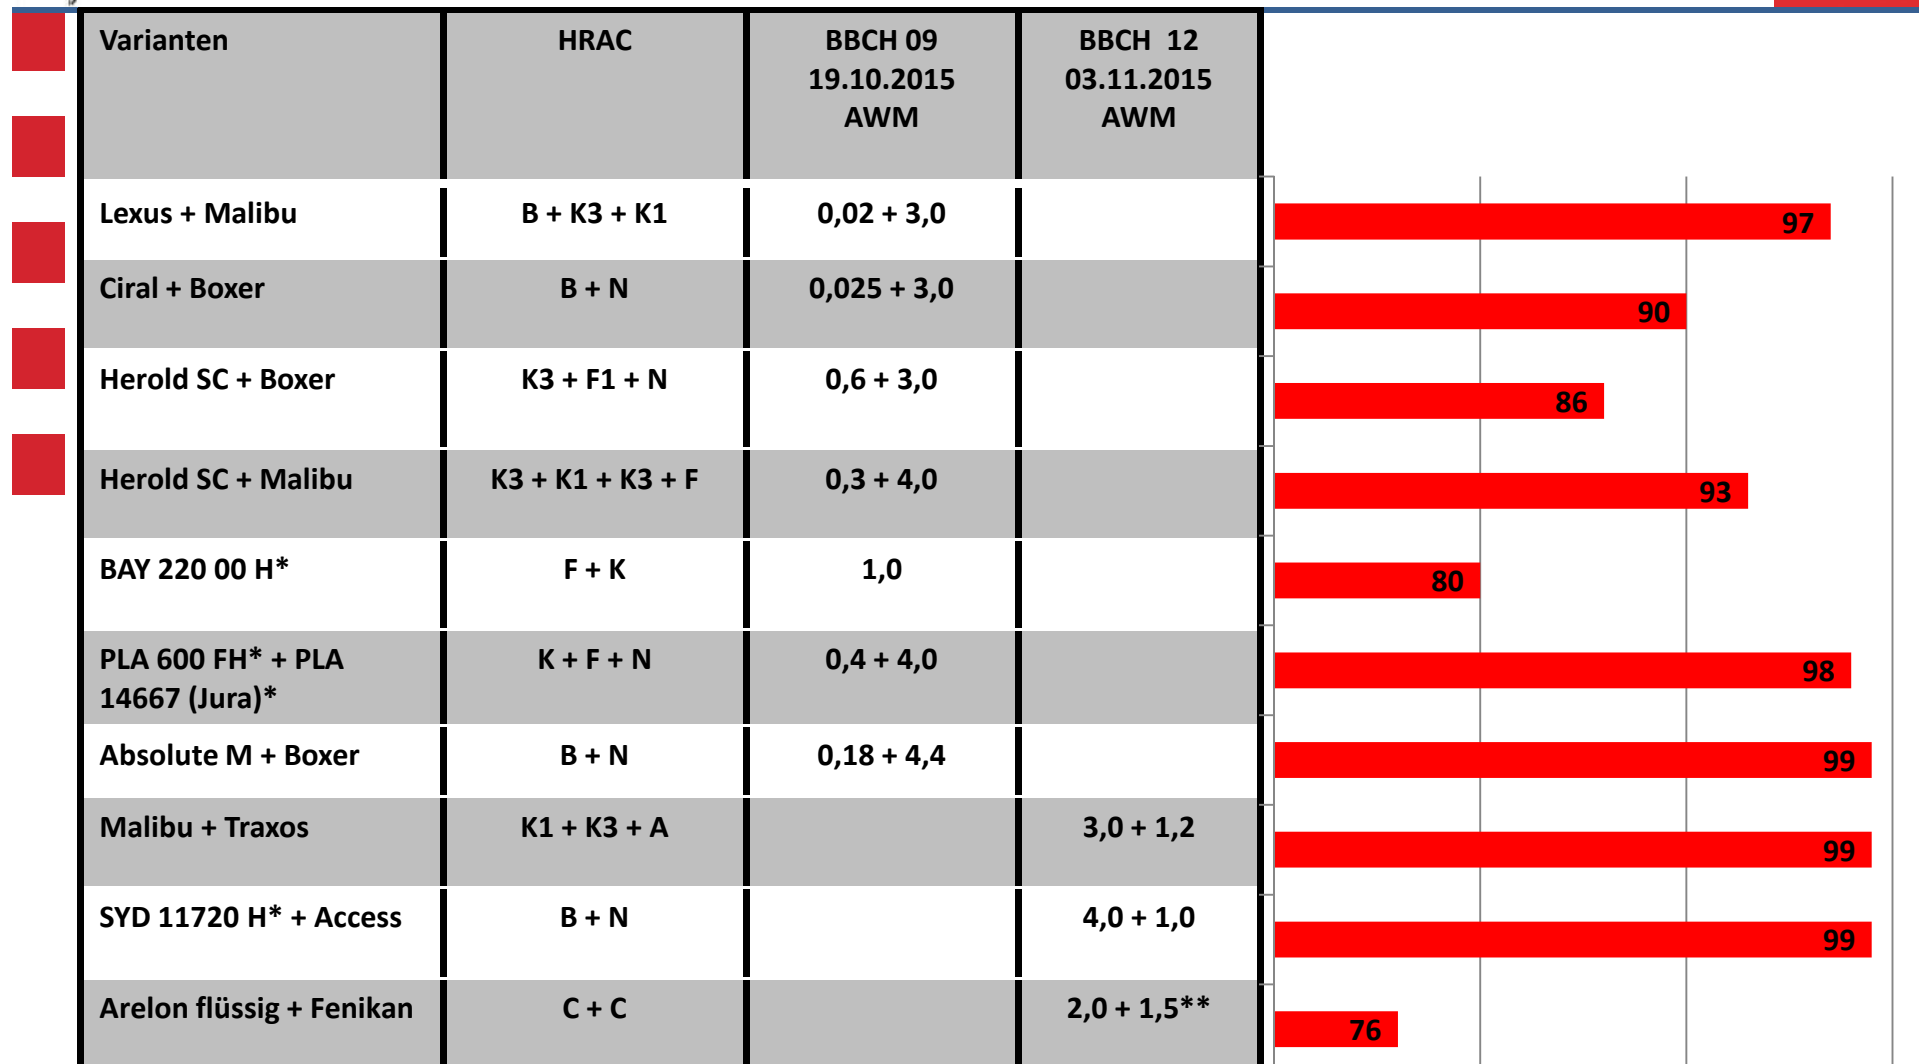 Varianten HRAC BBCH 09 BBCH 12
19.10.2015 03.11.2015
AWM AWM
Lexus + Malibu B + K3 + K1 0,02 + 3,0 97
Ciral + Boxer B + N 0,025 + 3,0 90
Herold SC + Boxer K3 + F1 + N 0,6 + 3,0 86
Herold SC + Malibu K3 + K1 + K3 + F 0,3 + 4,0 93
BAY 220 00 H* F + K 1,0 80
PLA 600 FH* + PLA K + F + N 0,4 + 4,0 98
14667 (Jura)*
Absolute M + Boxer B + N 0,18 + 4,4 99
Malibu + Traxos K1 + K3 + A 3,0 + 1,2 99
SYD 11720 H* + Access B + N 4,0 + 1,0 99
Arelon flüssig + Fenikan C + C 2,0 + 1,5** 76